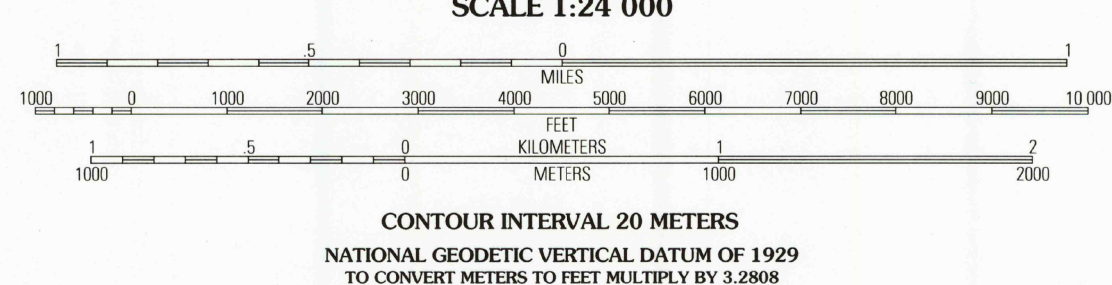 SCALE 1:24 000
1 .5 0 1
MILES
1000 0 1000 2000 3000 4000 5000 6000 7000 8000 9000 10 000
FEET
1 .5 0 KILOMETERS 1 2
1000 0 METERS 1000 2000
CONTOUR INTERVAL 20 METERS
NATIONAL GEODETIC VERTICAL DATUM OF 1929
TO CONVERT METERS TO FEET MULTIPLY BY 3.2808